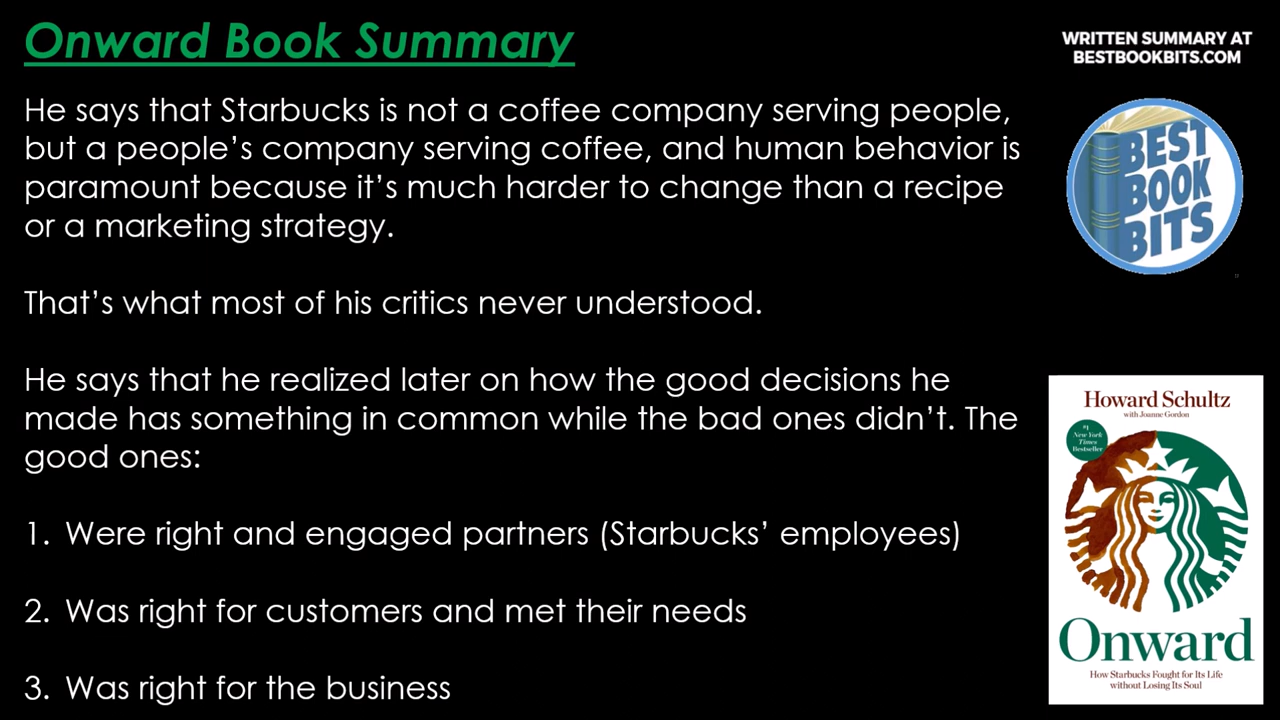 Onward Book Summary
WRITTEN SUMMARY AT
BESTBOOKBITS.COM
He says that Starbucks is not a coffee company serving people,
but a people's company serving coffee, and human behavior is
paramount because it's much harder to change than a recipe
or a marketing strategy.
That's what most of his critics never understood.
He says that he realized later on how the good decisions he
made has something in common while the bad ones didn't. The
good ones:
1. Were right and engaged partners (Starbucks' employees)
2. Was right for customers and met their needs
3. Was right for the business
BEST
BOOK
BITS
Howard Schultz
with Joanne Gordon
#1
New York
Times
Bestseller
Onward
How Starbucks Fought for Its Life
without Losing Its Soul